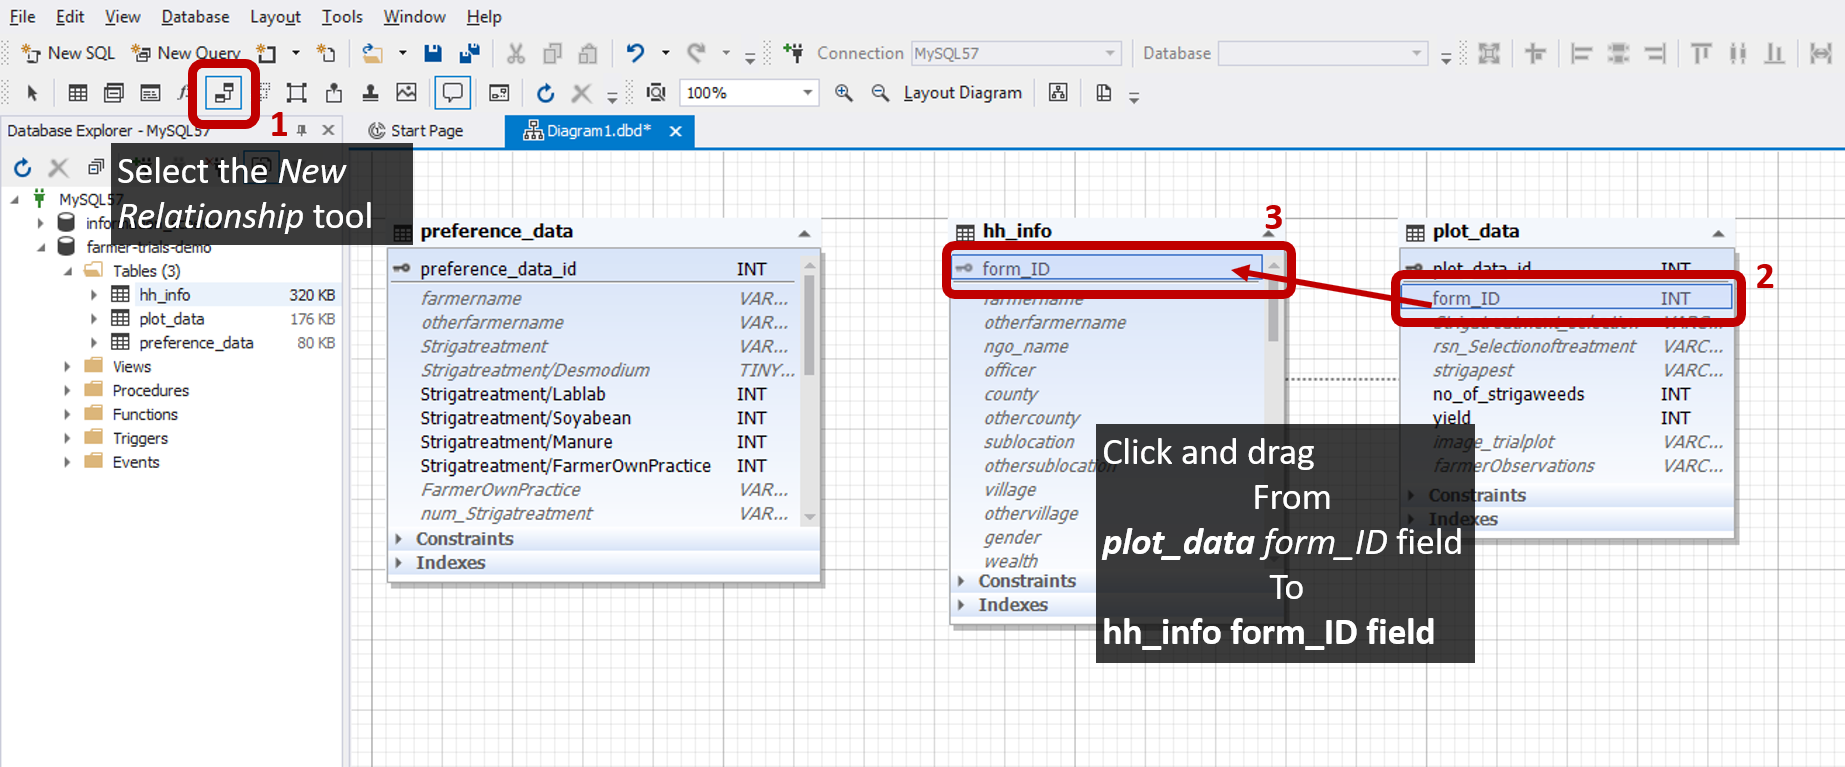 File Edit View Database Layout Tools Window Help
New SQL New Query Connection MySQL57 Database
100% Layout Diagram
1
Database Explorer - MySQL57
Start Page Diagram1.dbd*
Select the New
Relationship tool
MySQL57
farmer-trials-demo
Tables (3)
hh_info 320 KB
plot_data 176 KB
preference_data 80 KB
Views
Procedures
Functions
Triggers
Events
preference_data
preference_data_id INT
farmername VAR...
otherfarmername VAR...
Strigatreatment VAR...
Strigatreatment/Desmodium TINY...
Strigatreatment/Lablab INT
Strigatreatment/Soyabean INT
Strigatreatment/Manure INT
Strigatreatment/FarmerOwnPractice INT
FarmerOwnPractice VAR...
num_Strigatreatment VAR...
Constraints
Indexes
hh_info
3
form_ID
farmername
otherfarmername
ngo_name
officer
county
othercounty
sublocation
othersublocation
village
othervillage
gender
wealth
Constraints
Indexes
plot_data
plot_data_id INT
2
form_ID INT
Strigatreatment_selection VARC...
rsn_Selectionoftreatment VARC...
strigapest VARC...
no_of_strigaweeds INT
yield INT
image_trialplot VARC...
farmerObservations VARC...
Constraints
Indexes
Click and drag
From
plot_data form_ID field
To
hh_info form_ID field